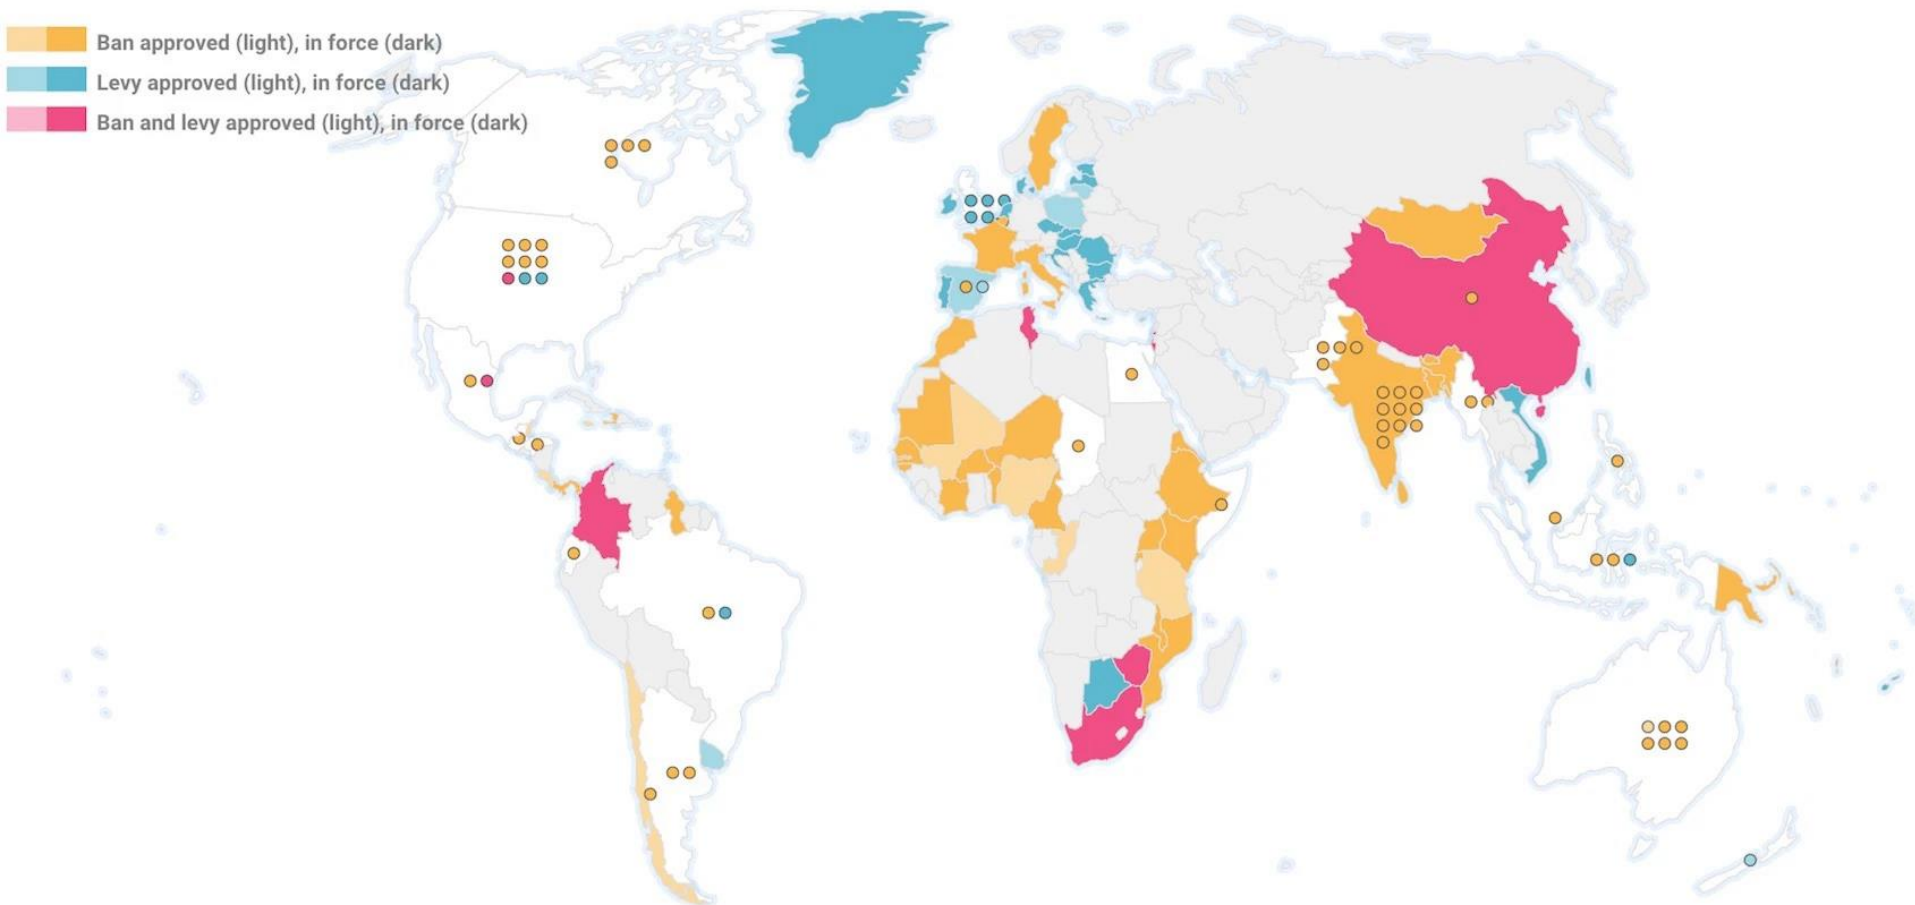 Ban approved (light), in force (dark)
Levy approved (light), in force (dark)
Ban and levy approved (light), in force (dark)